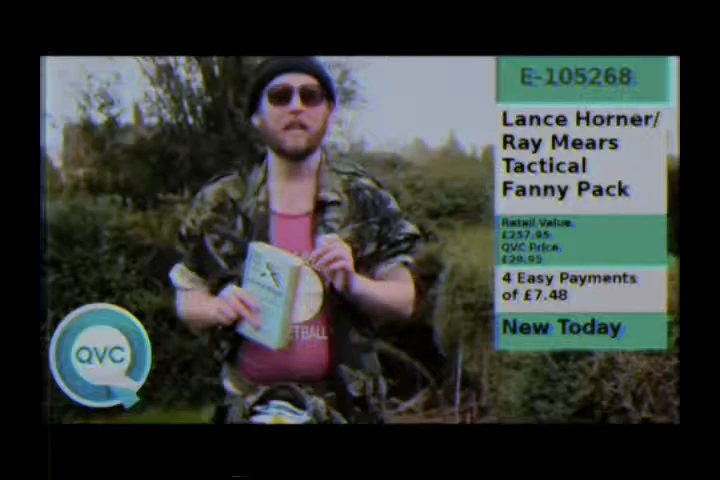 E-105268
Lance Horner/
Ray Mears
Tactical
Fanny Pack
Retail Value
£257.95
QVC Price
£29.95
4 Easy Payments
of £7.48
New Today
QVC
ETBALL